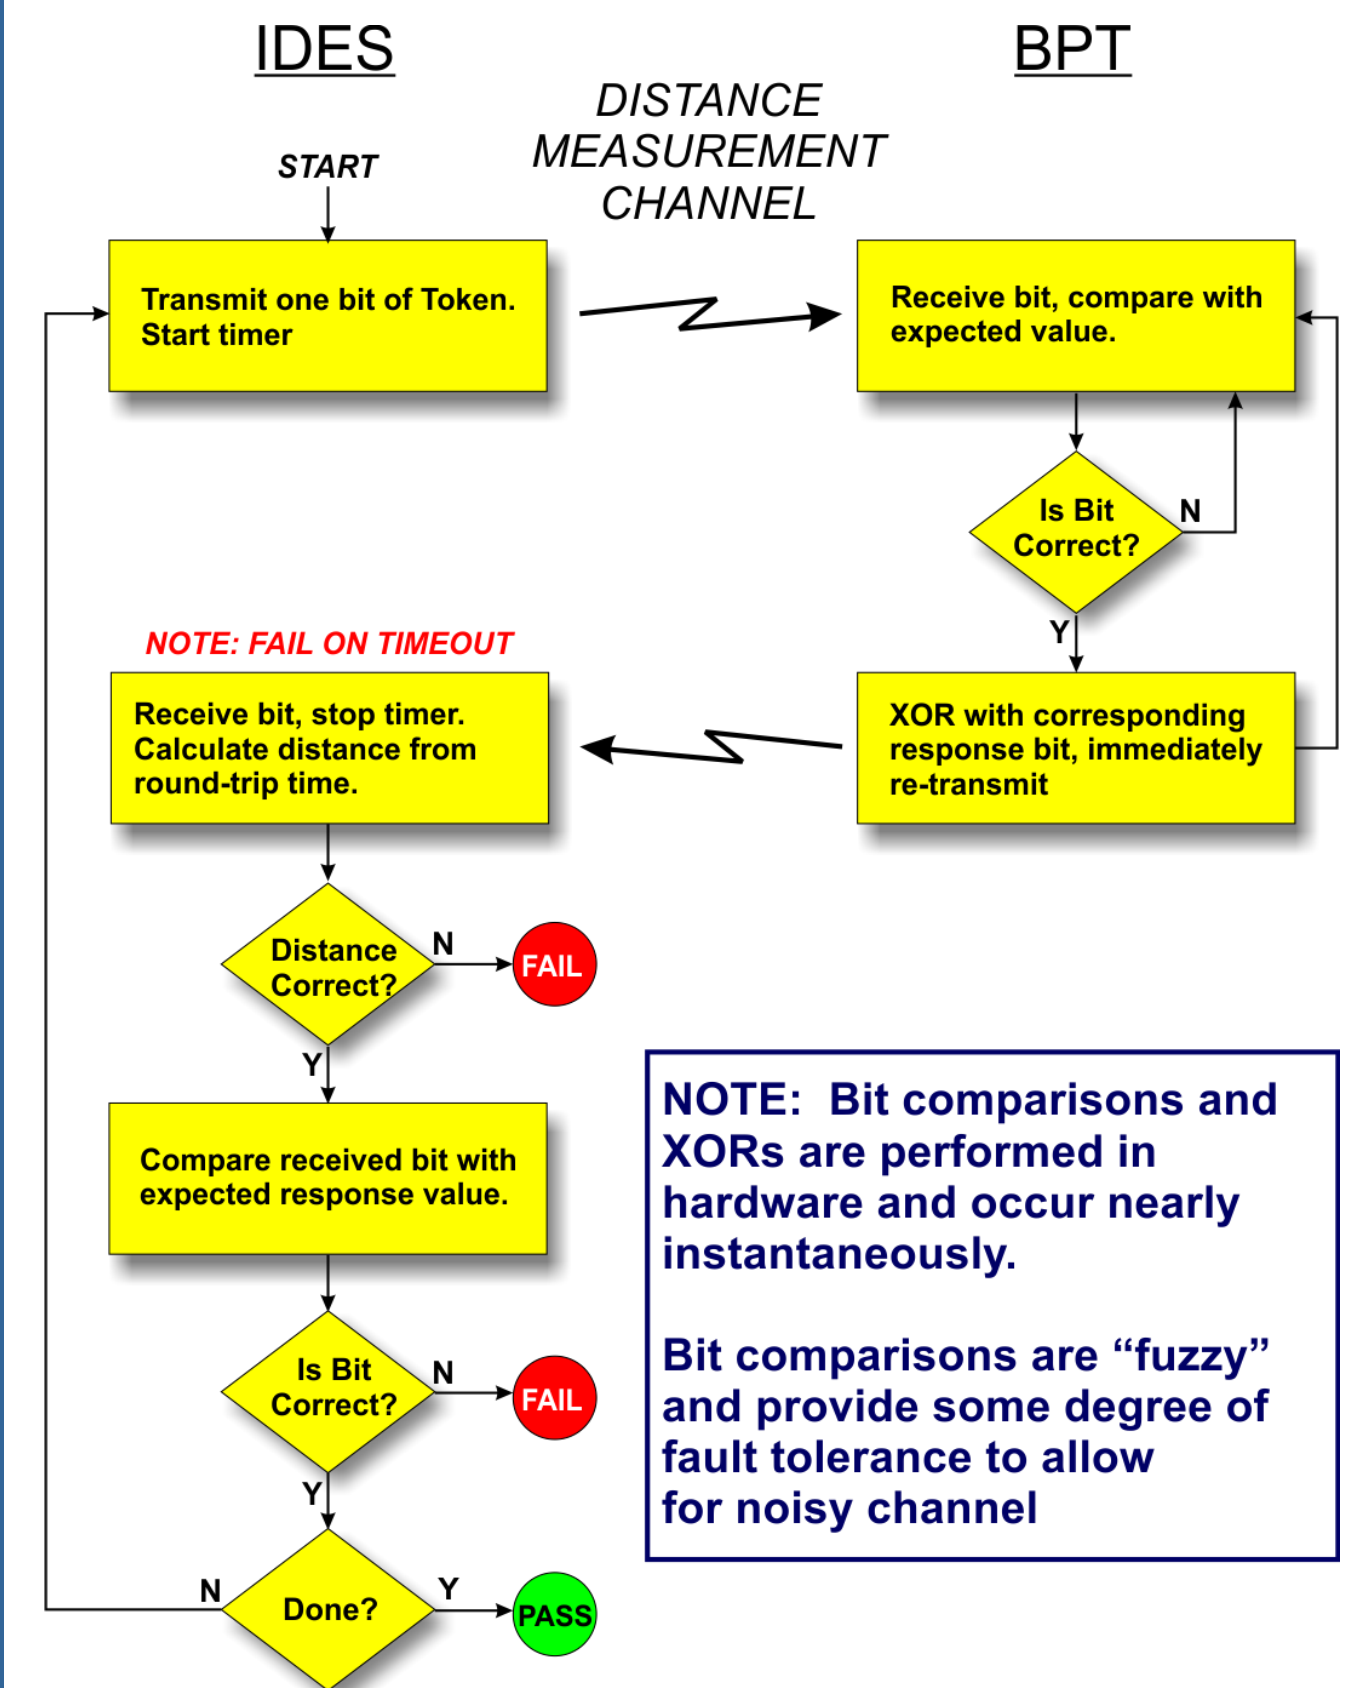 IDES
BPT
DISTANCE
MEASUREMENT
CHANNEL
START
Transmit one bit of Token.
Start timer
Receive bit, compare with
expected value.
Is Bit
Correct?
N
Y
NOTE: FAIL ON TIMEOUT
Receive bit, stop timer.
Calculate distance from
round-trip time.
XOR with corresponding
response bit, immediately
re-transmit
Distance
Correct?
N
FAIL
Y
Compare received bit with
expected response value.
Is Bit
Correct?
N
FAIL
Y
Done?
N
Y
PASS
NOTE:  Bit comparisons and
XORs are performed in
hardware and occur nearly
instantaneously.
Bit comparisons are “fuzzy”
and provide some degree of
fault tolerance to allow
for noisy channel